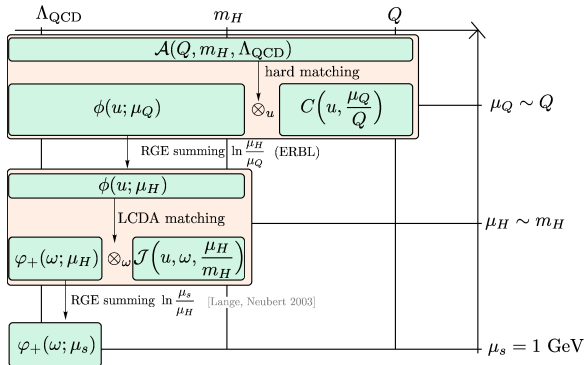 Λ_QCD m_H Q
𝒜(Q, m_H, Λ_QCD)
hard matching
ϕ(u; μ_Q) ⊗_u C(u, μ_Q/Q) μ_Q ∼ Q
RGE summing ln μ_H/μ_Q (ERBL)
ϕ(u; μ_H)
LCDA matching μ_H ∼ m_H
φ_+(ω; μ_H) ⊗_ω 𝒥(u, ω, μ_H/m_H)
RGE summing ln μ_s/μ_H [Lange, Neubert 2003]
φ_+(ω; μ_s) μ_s = 1 GeV